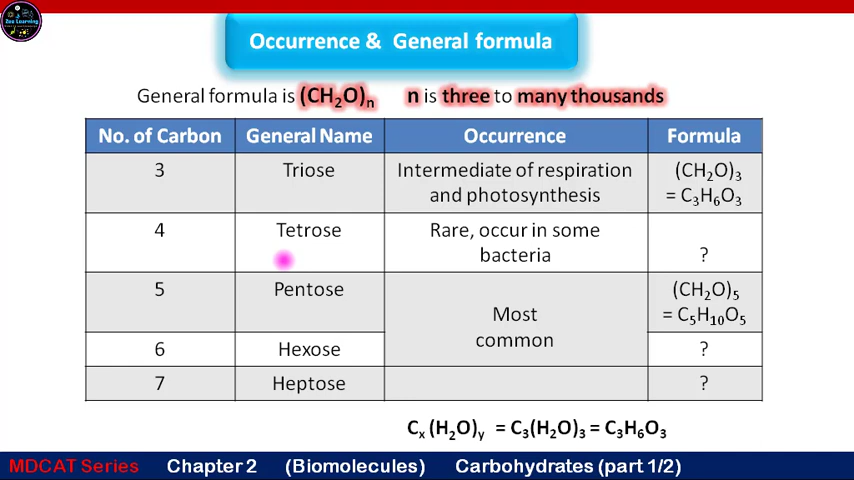 Zea Learning
Occurrence & General formula
General formula is (CH₂O)ₙ n is three to many thousands
No. of Carbon General Name Occurrence Formula
3 Triose Intermediate of respiration and photosynthesis (CH₂O)₃ = C₃H₆O₃
4 Tetrose Rare, occur in some bacteria ?
5 Pentose Most common (CH₂O)₅ = C₅H₁₀O₅
6 Hexose ?
7 Heptose ?
Cₓ (H₂O)ᵧ = C₃(H₂O)₃ = C₃H₆O₃
MDCAT Series Chapter 2 (Biomolecules) Carbohydrates (part 1/2)